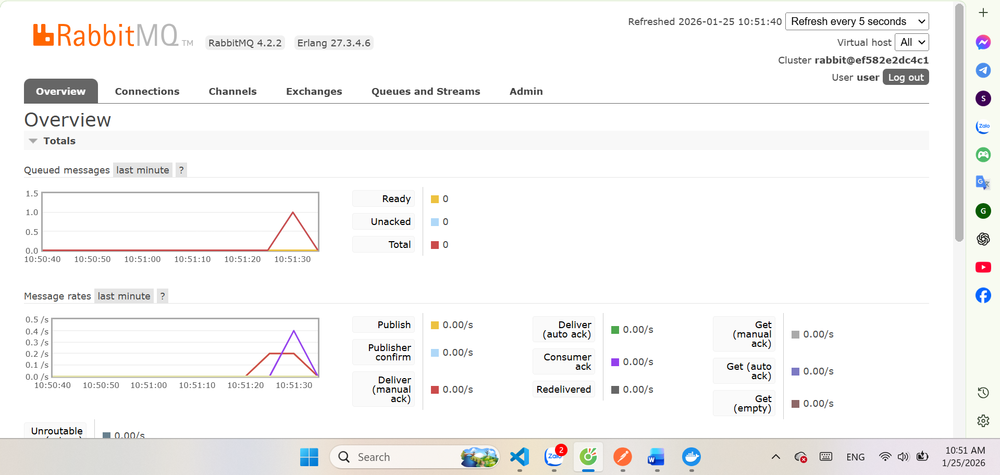 RabbitMQ TM RabbitMQ 4.2.2 Erlang 27.3.4.6
Refreshed 2026-01-25 10:51:40 Refresh every 5 seconds
Virtual host All
Cluster rabbit@ef582e2dc4c1
User user Log out
Overview Connections Channels Exchanges Queues and Streams Admin
Overview
Totals
Queued messages last minute ?
1.5
1.0
0.5
0.0
10:50:40 10:50:50 10:51:00 10:51:10 10:51:20 10:51:30
Ready 0
Unacked 0
Total 0
Message rates last minute ?
0.5 /s
0.4 /s
0.3 /s
0.2 /s
0.1 /s
0.0 /s
10:50:40 10:50:50 10:51:00 10:51:10 10:51:20 10:51:30
Publish 0.00/s
Publisher
confirm 0.00/s
Deliver
(manual
ack) 0.00/s
Deliver
(auto ack) 0.00/s
Consumer
ack 0.00/s
Redelivered 0.00/s
Get
(manual
ack) 0.00/s
Get (auto
ack) 0.00/s
Get
(empty) 0.00/s
Unroutable 0.00/s
S
Zalo
G
G
Search
Zalo 2
W
ENG
10:51 AM
1/25/2026